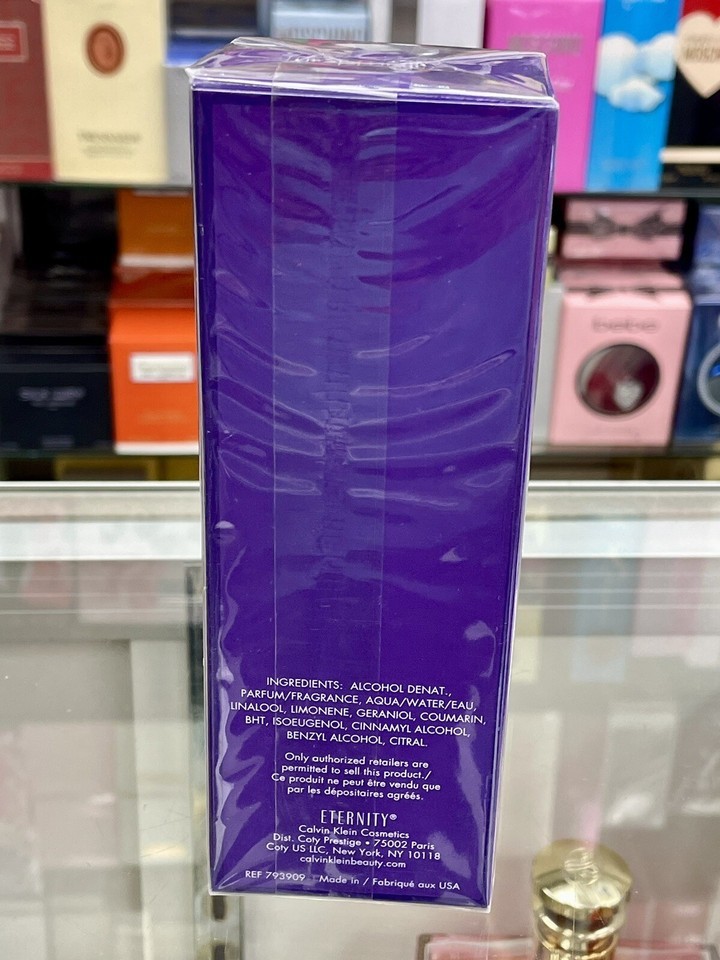 MOSCHINO
bebe
INGREDIENTS: ALCOHOL DENAT.,
PARFUM/FRAGRANCE, AQUA/WATER/EAU,
LINALOOL, LIMONENE, GERANIOL, COUMARIN,
BHT, ISOEUGENOL, CINNAMYL ALCOHOL,
BENZYL ALCOHOL, CITRAL.
Only authorized retailers are
permitted to sell this product./
Ce produit ne peut être vendu que
par les dépositaires agréés.
ETERNITY®
Calvin Klein Cosmetics
Dist. Coty Prestige • 75002 Paris
Coty US LLC, New York, NY 10118
calvinkleinbeauty.com
REF 793909 Made in / Fabriqué aux USA